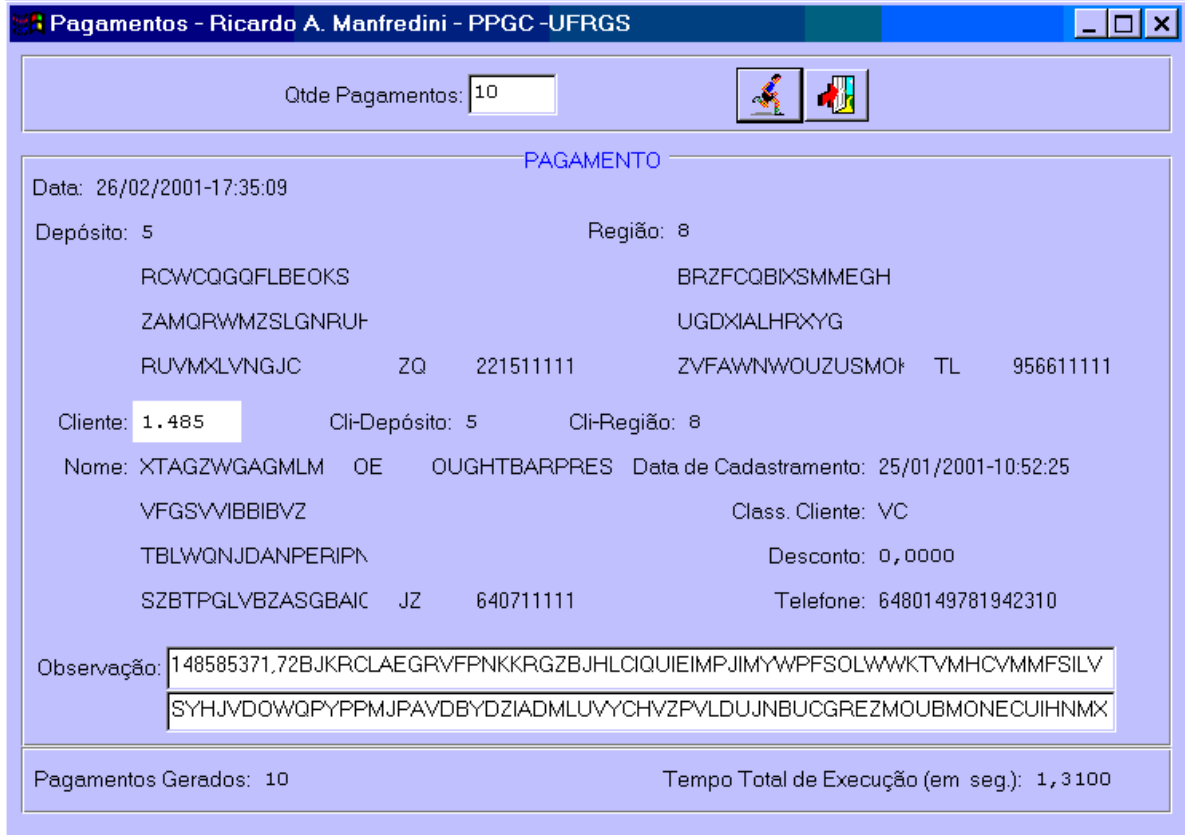 Pagamentos - Ricardo A. Manfredini - PPGC -UFRGS
Qtde Pagamentos: 10
PAGAMENTO
Data: 26/02/2001-17:35:09
Depósito: 5 Região: 8
RCWCQGQFLBEOKS BRZFCQBIXSMMEGH
ZAMQRWMZSLGNRUH UGDXIALHRXYG
RUVMXLVNGJC ZQ 221511111 ZVFAWNWOUZUSMOK TL 956611111
Cliente: 1.485 Cli-Depósito: 5 Cli-Região: 8
Nome: XTAGZWGAGMLM OE OUGHTBARPRES Data de Cadastramento: 25/01/2001-10:52:25
VFGSVVIBBIBVZ Class. Cliente: VC
TBLWQNJDANPERIPN Desconto: 0,0000
SZBTPGLVBZASGBAIC JZ 640711111 Telefone: 6480149781942310
Observação: 148585371,72BJKRCLAEGRVFPNKKRGZBJHLCIQUIEIMPJIMYWPFSOLWWKTVMHCVMMFSILV
SYHJVDOWQPYPPMJPAVDBYDZIADMLUVYCHVZPVLDUJNBUCGREZMOUBMONECUIHNMX
Pagamentos Gerados: 10 Tempo Total de Execução (em seg.): 1,3100